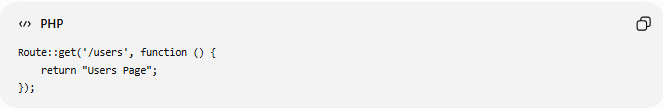 PHP
Route::get('/users', function () {
    return "Users Page";
});